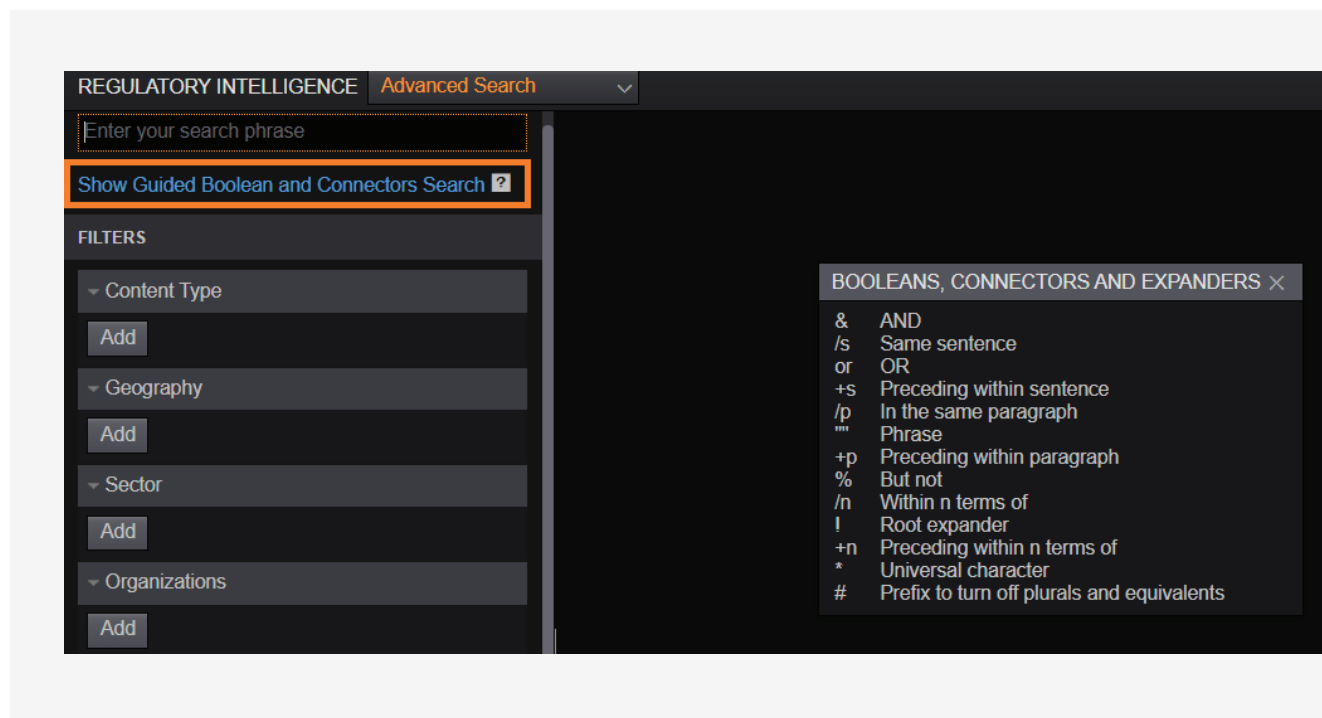 REGULATORY INTELLIGENCE Advanced Search
Enter your search phrase
Show Guided Boolean and Connectors Search ?
FILTERS
Content Type
Add
Geography
Add
Sector
Add
Organizations
Add
BOOLEANS, CONNECTORS AND EXPANDERS ×
& AND
/s Same sentence
or OR
+s Preceding within sentence
/p In the same paragraph
"" Phrase
+p Preceding within paragraph
% But not
/n Within n terms of
! Root expander
+n Preceding within n terms of
* Universal character
# Prefix to turn off plurals and equivalents